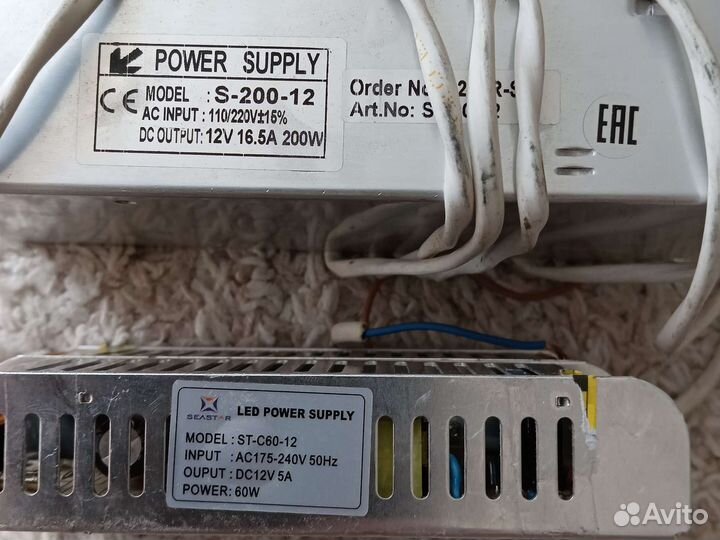 POWER SUPPLY
MODEL : S-200-12
CE
AC INPUT : 110/220V±15%
DC OUTPUT: 12V 16.5A 200W
Order No
Art.No:
EAC
SEASTAR
LED POWER SUPPLY
MODEL: ST-C60-12
INPUT : AC175-240V 50Hz
OUPUT : DC12V 5A
POWER: 60W
Avito